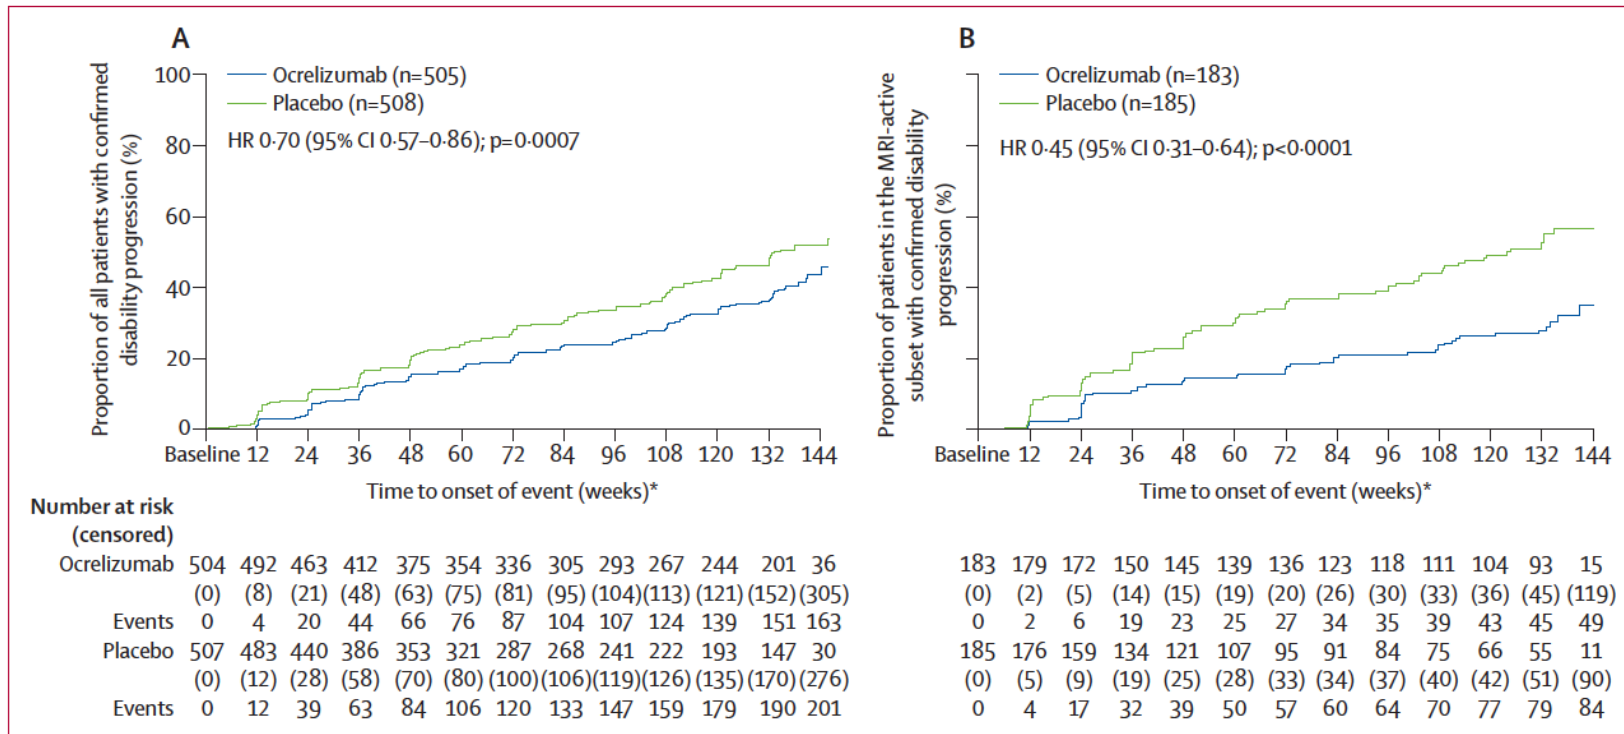 A
Proportion of all patients with confirmed
disability progression (%)
100
80
60
40
20
0
Ocrelizumab (n=505)
Placebo (n=508)
HR 0·70 (95% CI 0·57–0·86); p=0·0007
Baseline 12 24 36 48 60 72 84 96 108 120 132 144
Time to onset of event (weeks)*
B
Proportion of patients in the MRI-active
subset with confirmed disability
progression (%)
Ocrelizumab (n=183)
Placebo (n=185)
HR 0·45 (95% CI 0·31–0·64); p<0·0001
Baseline 12 24 36 48 60 72 84 96 108 120 132 144
Time to onset of event (weeks)*
Number at risk
(censored)
Ocrelizumab 504 492 463 412 375 354 336 305 293 267 244 201 36 183 179 172 150 145 139 136 123 118 111 104 93 15
(0) (8) (21) (48) (63) (75) (81) (95) (104) (113) (121) (152) (305) (0) (2) (5) (14) (15) (19) (20) (26) (30) (33) (36) (45) (119)
Events 0 4 20 44 66 76 87 104 107 124 139 151 163 0 2 6 19 23 25 27 34 35 39 43 45 49
Placebo 507 483 440 386 353 321 287 268 241 222 193 147 30 185 176 159 134 121 107 95 91 84 75 66 55 11
(0) (12) (28) (58) (70) (80) (100) (106) (119) (126) (135) (170) (276) (0) (5) (9) (19) (25) (28) (33) (34) (37) (40) (42) (51) (90)
Events 0 12 39 63 84 106 120 133 147 159 179 190 201 0 4 17 32 39 50 57 60 64 70 77 79 84